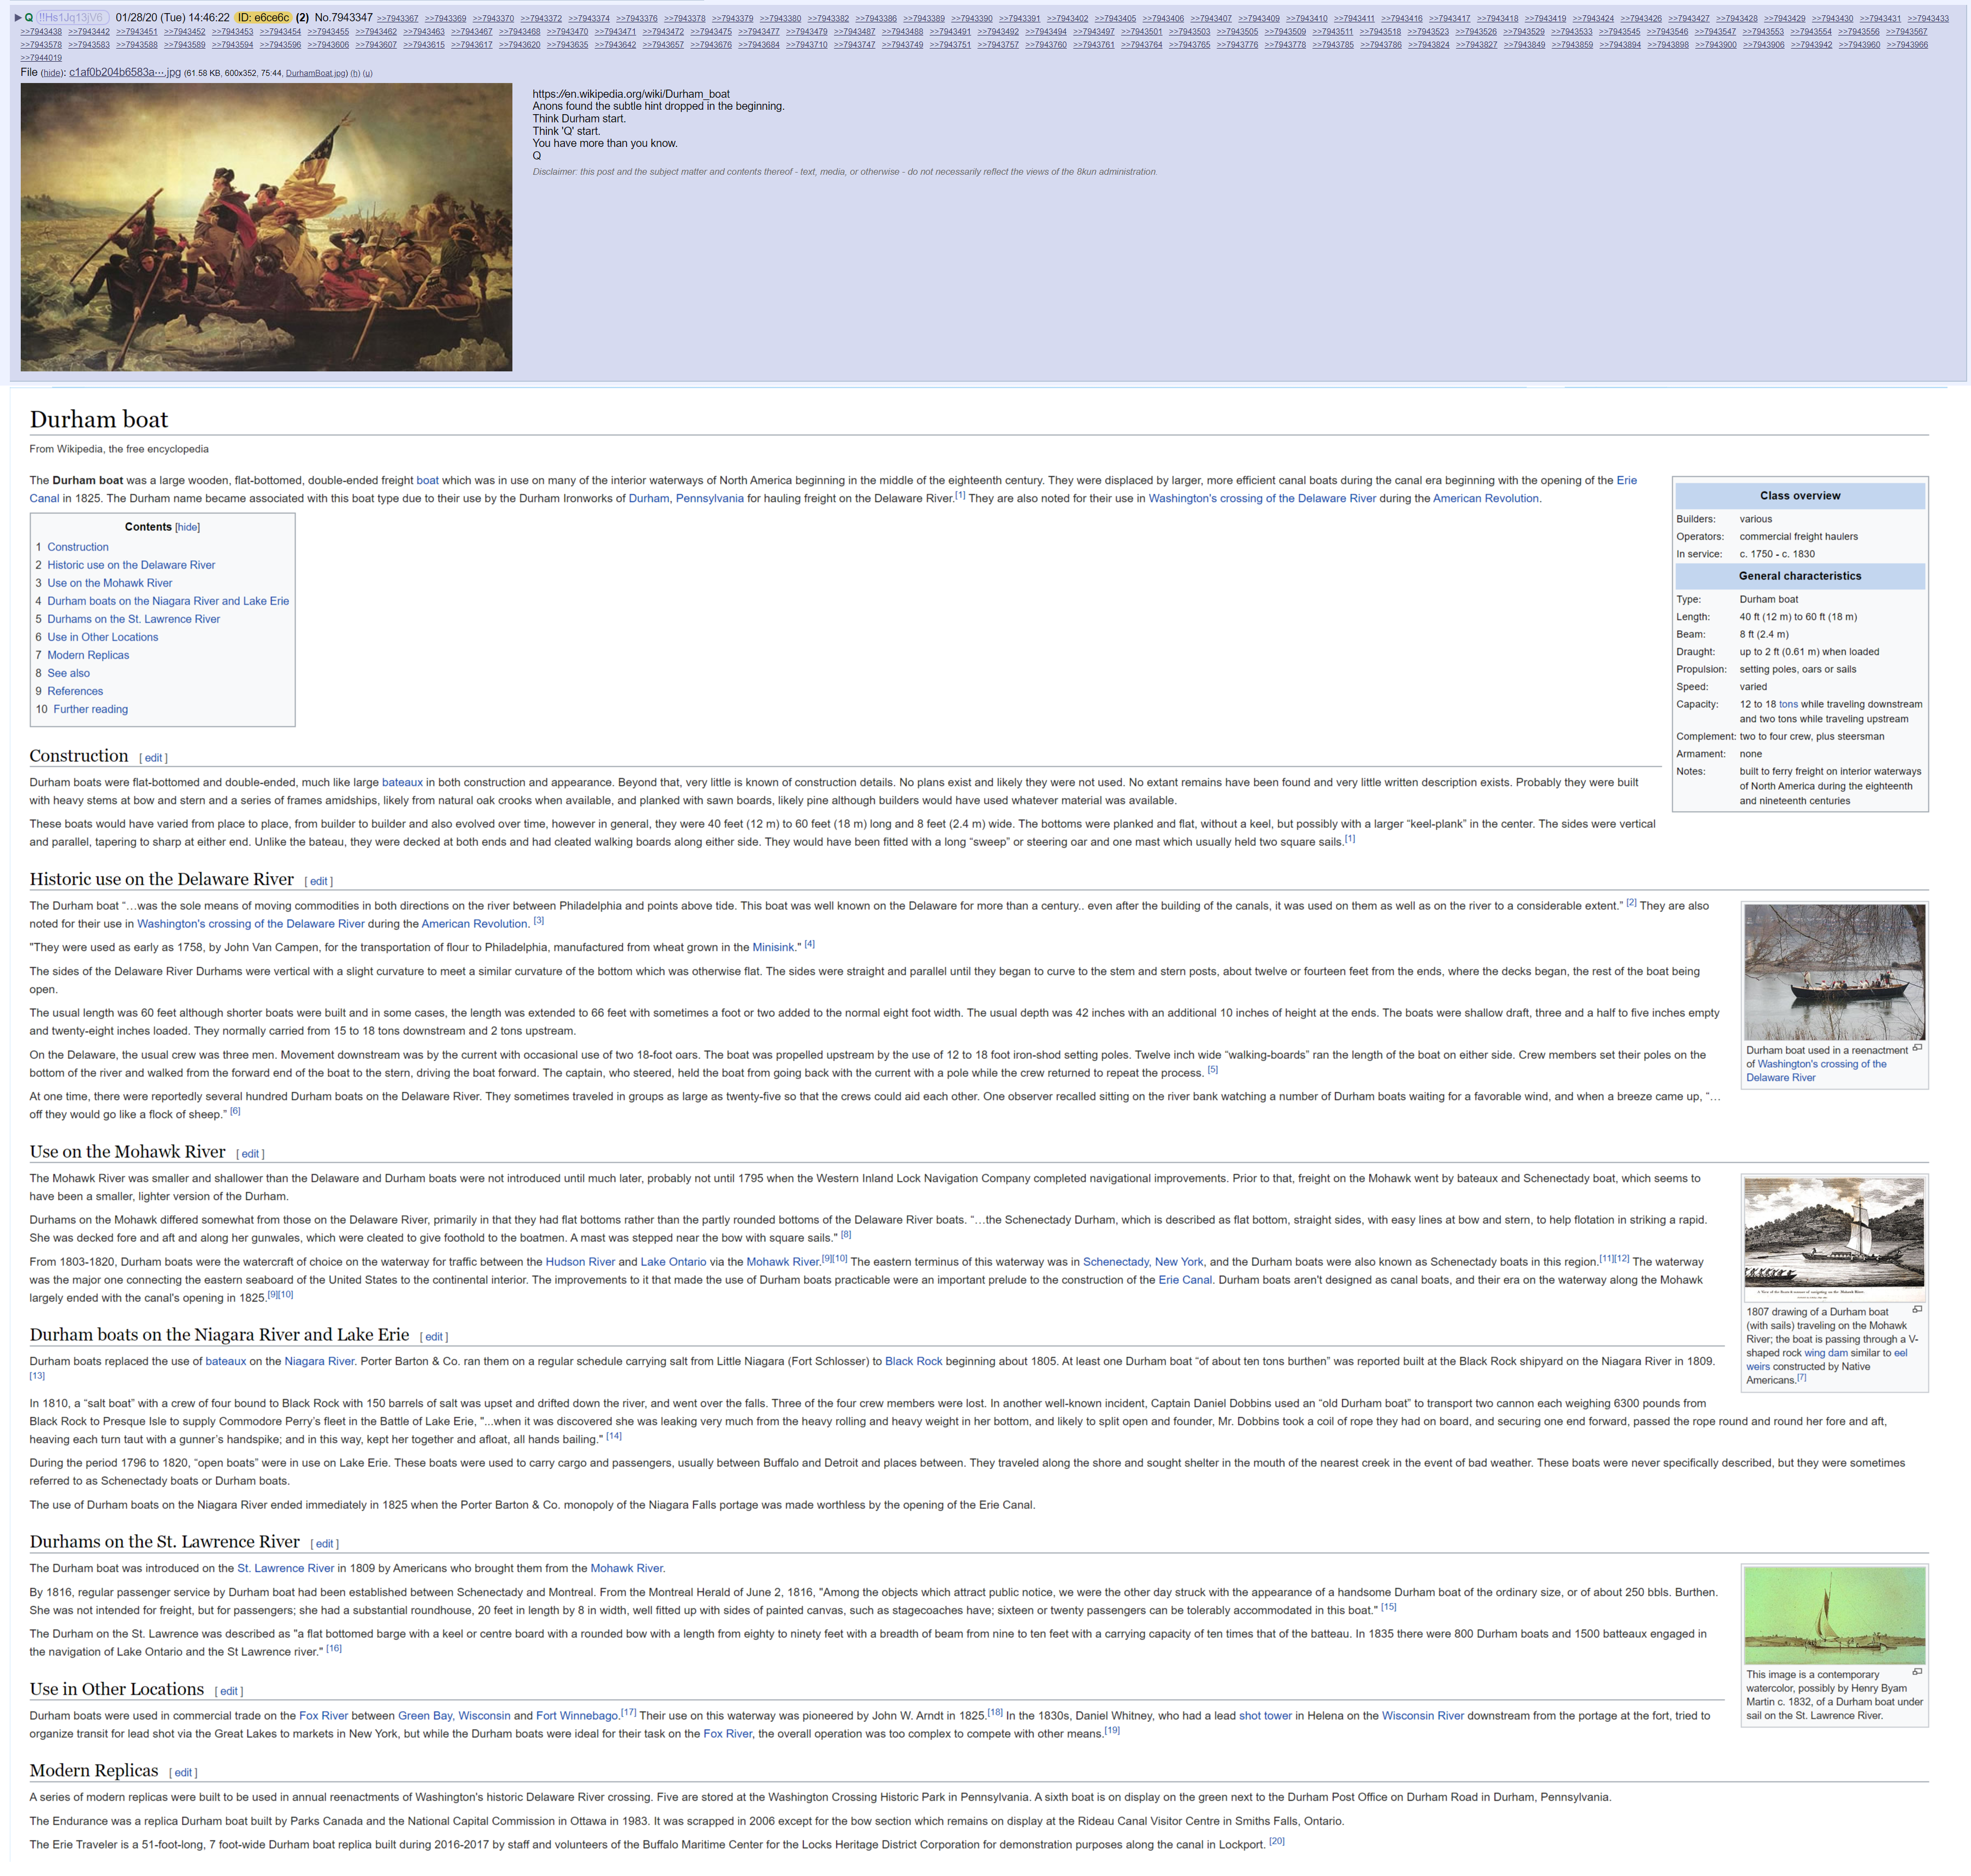 ▶ Q !!Hs1Jq13jV6 01/28/20 (Tue) 14:46:22 ID: e6ce6c (2) No.7943347 >>7943367 >>7943369 >>7943370 >>7943372 >>7943374 >>7943376 >>7943378 >>7943379 >>7943380 >>7943382 >>7943386 >>7943389 >>7943390 >>7943391 >>7943402 >>7943405 >>7943406 >>7943407 >>7943409 >>7943410 >>7943411 >>7943416 >>7943417 >>7943418 >>7943419 >>7943424 >>7943426 >>7943427 >>7943428 >>7943429 >>7943430 >>7943431 >>7943433
>>7943438 >>7943442 >>7943451 >>7943452 >>7943453 >>7943454 >>7943455 >>7943462 >>7943463 >>7943467 >>7943468 >>7943470 >>7943471 >>7943472 >>7943475 >>7943477 >>7943479 >>7943487 >>7943488 >>7943491 >>7943492 >>7943494 >>7943497 >>7943501 >>7943503 >>7943505 >>7943509 >>7943511 >>7943518 >>7943523 >>7943526 >>7943529 >>7943533 >>7943545 >>7943546 >>7943547 >>7943553 >>7943554 >>7943556 >>7943567
>>7943578 >>7943583 >>7943588 >>7943589 >>7943594 >>7943596 >>7943606 >>7943607 >>7943615 >>7943617 >>7943620 >>7943635 >>7943642 >>7943657 >>7943676 >>7943684 >>7943710 >>7943747 >>7943749 >>7943751 >>7943757 >>7943760 >>7943761 >>7943764 >>7943765 >>7943776 >>7943778 >>7943785 >>7943786 >>7943824 >>7943827 >>7943849 >>7943859 >>7943894 >>7943898 >>7943900 >>7943906 >>7943942 >>7943960 >>7943966
>>7944019
File (hide): c1af0b204b6583a⋯.jpg (61.58 KB, 600x352, 75:44, DurhamBoat.jpg) (h) (u)
https://en.wikipedia.org/wiki/Durham_boat
Anons found the subtle hint dropped in the beginning.
Think Durham start.
Think 'Q' start.
You have more than you know.
Q
Disclaimer: this post and the subject matter and contents thereof - text, media, or otherwise - do not necessarily reflect the views of the 8kun administration.
Durham boat
From Wikipedia, the free encyclopedia
The Durham boat was a large wooden, flat-bottomed, double-ended freight boat which was in use on many of the interior waterways of North America beginning in the middle of the eighteenth century. They were displaced by larger, more efficient canal boats during the canal era beginning with the opening of the Erie
Canal in 1825. The Durham name became associated with this boat type due to their use by the Durham Ironworks of Durham, Pennsylvania for hauling freight on the Delaware River.[1] They are also noted for their use in Washington's crossing of the Delaware River during the American Revolution.
Contents [hide]
1 Construction
2 Historic use on the Delaware River
3 Use on the Mohawk River
4 Durham boats on the Niagara River and Lake Erie
5 Durhams on the St. Lawrence River
6 Use in Other Locations
7 Modern Replicas
8 See also
9 References
10 Further reading
Class overview
Builders: various
Operators: commercial freight haulers
In service: c. 1750 - c. 1830
General characteristics
Type: Durham boat
Length: 40 ft (12 m) to 60 ft (18 m)
Beam: 8 ft (2.4 m)
Draught: up to 2 ft (0.61 m) when loaded
Propulsion: setting poles, oars or sails
Speed: varied
Capacity: 12 to 18 tons while traveling downstream
and two tons while traveling upstream
Complement: two to four crew, plus steersman
Armament: none
Notes: built to ferry freight on interior waterways
of North America during the eighteenth
and nineteenth centuries
Construction [ edit ]
Durham boats were flat-bottomed and double-ended, much like large bateaux in both construction and appearance. Beyond that, very little is known of construction details. No plans exist and likely they were not used. No extant remains have been found and very little written description exists. Probably they were built
with heavy stems at bow and stern and a series of frames amidships, likely from natural oak crooks when available, and planked with sawn boards, likely pine although builders would have used whatever material was available.
These boats would have varied from place to place, from builder to builder and also evolved over time, however in general, they were 40 feet (12 m) to 60 feet (18 m) long and 8 feet (2.4 m) wide. The bottoms were planked and flat, without a keel, but possibly with a larger “keel-plank” in the center. The sides were vertical
and parallel, tapering to sharp at either end. Unlike the bateau, they were decked at both ends and had cleated walking boards along either side. They would have been fitted with a long “sweep” or steering oar and one mast which usually held two square sails.[1]
Historic use on the Delaware River [ edit ]
The Durham boat “…was the sole means of moving commodities in both directions on the river between Philadelphia and points above tide. This boat was well known on the Delaware for more than a century.. even after the building of the canals, it was used on them as well as on the river to a considerable extent.” [2] They are also
noted for their use in Washington's crossing of the Delaware River during the American Revolution. [3]
"They were used as early as 1758, by John Van Campen, for the transportation of flour to Philadelphia, manufactured from wheat grown in the Minisink." [4]
The sides of the Delaware River Durhams were vertical with a slight curvature to meet a similar curvature of the bottom which was otherwise flat. The sides were straight and parallel until they began to curve to the stem and stern posts, about twelve or fourteen feet from the ends, where the decks began, the rest of the boat being
open.
The usual length was 60 feet although shorter boats were built and in some cases, the length was extended to 66 feet with sometimes a foot or two added to the normal eight foot width. The usual depth was 42 inches with an additional 10 inches of height at the ends. The boats were shallow draft, three and a half to five inches empty
and twenty-eight inches loaded. They normally carried from 15 to 18 tons downstream and 2 tons upstream.
On the Delaware, the usual crew was three men. Movement downstream was by the current with occasional use of two 18-foot oars. The boat was propelled upstream by the use of 12 to 18 foot iron-shod setting poles. Twelve inch wide “walking-boards” ran the length of the boat on either side. Crew members set their poles on the
bottom of the river and walked from the forward end of the boat to the stern, driving the boat forward. The captain, who steered, held the boat from going back with the current with a pole while the crew returned to repeat the process. [5]
At one time, there were reportedly several hundred Durham boats on the Delaware River. They sometimes traveled in groups as large as twenty-five so that the crews could aid each other. One observer recalled sitting on the river bank watching a number of Durham boats waiting for a favorable wind, and when a breeze came up, “…
off they would go like a flock of sheep.” [6]
Durham boat used in a reenactment
of Washington's crossing of the
Delaware River
Use on the Mohawk River [ edit ]
The Mohawk River was smaller and shallower than the Delaware and Durham boats were not introduced until much later, probably not until 1795 when the Western Inland Lock Navigation Company completed navigational improvements. Prior to that, freight on the Mohawk went by bateaux and Schenectady boat, which seems to
have been a smaller, lighter version of the Durham.
Durhams on the Mohawk differed somewhat from those on the Delaware River, primarily in that they had flat bottoms rather than the partly rounded bottoms of the Delaware River boats. “…the Schenectady Durham, which is described as flat bottom, straight sides, with easy lines at bow and stern, to help flotation in striking a rapid.
She was decked fore and aft and along her gunwales, which were cleated to give foothold to the boatmen. A mast was stepped near the bow with square sails.” [8]
From 1803-1820, Durham boats were the watercraft of choice on the waterway for traffic between the Hudson River and Lake Ontario via the Mohawk River.[9][10] The eastern terminus of this waterway was in Schenectady, New York, and the Durham boats were also known as Schenectady boats in this region.[11][12] The waterway
was the major one connecting the eastern seaboard of the United States to the continental interior. The improvements to it that made the use of Durham boats practicable were an important prelude to the construction of the Erie Canal. Durham boats aren't designed as canal boats, and their era on the waterway along the Mohawk
largely ended with the canal's opening in 1825.[9][10]
1807 drawing of a Durham boat
(with sails) traveling on the Mohawk
River; the boat is passing through a V-
shaped rock wing dam similar to eel
weirs constructed by Native
Americans.[7]
Durham boats on the Niagara River and Lake Erie [ edit ]
Durham boats replaced the use of bateaux on the Niagara River. Porter Barton & Co. ran them on a regular schedule carrying salt from Little Niagara (Fort Schlosser) to Black Rock beginning about 1805. At least one Durham boat “of about ten tons burthen” was reported built at the Black Rock shipyard on the Niagara River in 1809.
[13]
In 1810, a “salt boat” with a crew of four bound to Black Rock with 150 barrels of salt was upset and drifted down the river, and went over the falls. Three of the four crew members were lost. In another well-known incident, Captain Daniel Dobbins used an “old Durham boat” to transport two cannon each weighing 6300 pounds from
Black Rock to Presque Isle to supply Commodore Perry’s fleet in the Battle of Lake Erie, "...when it was discovered she was leaking very much from the heavy rolling and heavy weight in her bottom, and likely to split open and founder, Mr. Dobbins took a coil of rope they had on board, and securing one end forward, passed the rope round and round her fore and aft,
heaving each turn taut with a gunner’s handspike; and in this way, kept her together and afloat, all hands bailing." [14]
During the period 1796 to 1820, “open boats” were in use on Lake Erie. These boats were used to carry cargo and passengers, usually between Buffalo and Detroit and places between. They traveled along the shore and sought shelter in the mouth of the nearest creek in the event of bad weather. These boats were never specifically described, but they were sometimes
referred to as Schenectady boats or Durham boats.
The use of Durham boats on the Niagara River ended immediately in 1825 when the Porter Barton & Co. monopoly of the Niagara Falls portage was made worthless by the opening of the Erie Canal.
Durhams on the St. Lawrence River [ edit ]
The Durham boat was introduced on the St. Lawrence River in 1809 by Americans who brought them from the Mohawk River.
By 1816, regular passenger service by Durham boat had been established between Schenectady and Montreal. From the Montreal Herald of June 2, 1816, "Among the objects which attract public notice, we were the other day struck with the appearance of a handsome Durham boat of the ordinary size, or of about 250 bbls. Burthen.
She was not intended for freight, but for passengers; she had a substantial roundhouse, 20 feet in length by 8 in width, well fitted up with sides of painted canvas, such as stagecoaches have; sixteen or twenty passengers can be tolerably accommodated in this boat." [15]
The Durham on the St. Lawrence was described as "a flat bottomed barge with a keel or centre board with a rounded bow with a length from eighty to ninety feet with a breadth of beam from nine to ten feet with a carrying capacity of ten times that of the batteau. In 1835 there were 800 Durham boats and 1500 batteaux engaged in
the navigation of Lake Ontario and the St Lawrence river." [16]
This image is a contemporary
watercolor, possibly by Henry Byam
Martin c. 1832, of a Durham boat under
sail on the St. Lawrence River.
Use in Other Locations [ edit ]
Durham boats were used in commercial trade on the Fox River between Green Bay, Wisconsin and Fort Winnebago.[17] Their use on this waterway was pioneered by John W. Arndt in 1825.[18] In the 1830s, Daniel Whitney, who had a lead shot tower in Helena on the Wisconsin River downstream from the portage at the fort, tried to
organize transit for lead shot via the Great Lakes to markets in New York, but while the Durham boats were ideal for their task on the Fox River, the overall operation was too complex to compete with other means.[19]
Modern Replicas [ edit ]
A series of modern replicas were built to be used in annual reenactments of Washington's historic Delaware River crossing. Five are stored at the Washington Crossing Historic Park in Pennsylvania. A sixth boat is on display on the green next to the Durham Post Office on Durham Road in Durham, Pennsylvania.
The Endurance was a replica Durham boat built by Parks Canada and the National Capital Commission in Ottawa in 1983. It was scrapped in 2006 except for the bow section which remains on display at the Rideau Canal Visitor Centre in Smiths Falls, Ontario.
The Erie Traveler is a 51-foot-long, 7 foot-wide Durham boat replica built during 2016-2017 by staff and volunteers of the Buffalo Maritime Center for the Locks Heritage District Corporation for demonstration purposes along the canal in Lockport. [20]